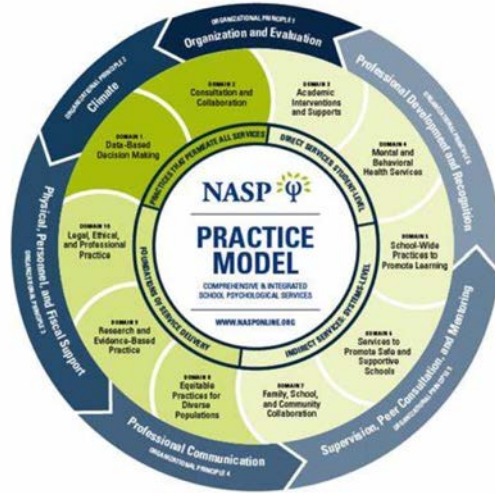 ORGANIZATIONAL PRINCIPLE 1
Organization and Evaluation
ORGANIZATIONAL PRINCIPLE 2
Climate
Physical, Personnel, and Fiscal Support
ORGANIZATIONAL PRINCIPLE 3
Professional Communication
ORGANIZATIONAL PRINCIPLE 4
Supervision, Peer Consultation, and Mentoring
ORGANIZATIONAL PRINCIPLE 5
Professional Development and Recognition
ORGANIZATIONAL PRINCIPLE
DOMAIN 1
Data-Based
Decision Making
DOMAIN 2
Consultation and
Collaboration
DOMAIN 3
Academic
Interventions
and Supports
DOMAIN 4
Mental and
Behavioral
Health Services
DOMAIN 5
School-Wide
Practices to
Promote Learning
DOMAIN 6
Services to
Promote Safe and
Supportive
Schools
DOMAIN 7
Family, School,
and Community
Collaboration
DOMAIN 8
Equitable
Practices for
Diverse
Populations
DOMAIN 9
Research and
Evidence-Based
Practice
DOMAIN 10
Legal, Ethical,
and Professional
Practice
PRACTICES THAT PERMEATE ALL SERVICES
DIRECT SERVICES STUDENT-LEVEL
INDIRECT SERVICES SYSTEMS-LEVEL
FOUNDATIONS OF SERVICE DELIVERY
NASP
PRACTICE
MODEL
COMPREHENSIVE & INTEGRATED
SCHOOL PSYCHOLOGICAL SERVICES
WWW.NASPONLINE.ORG